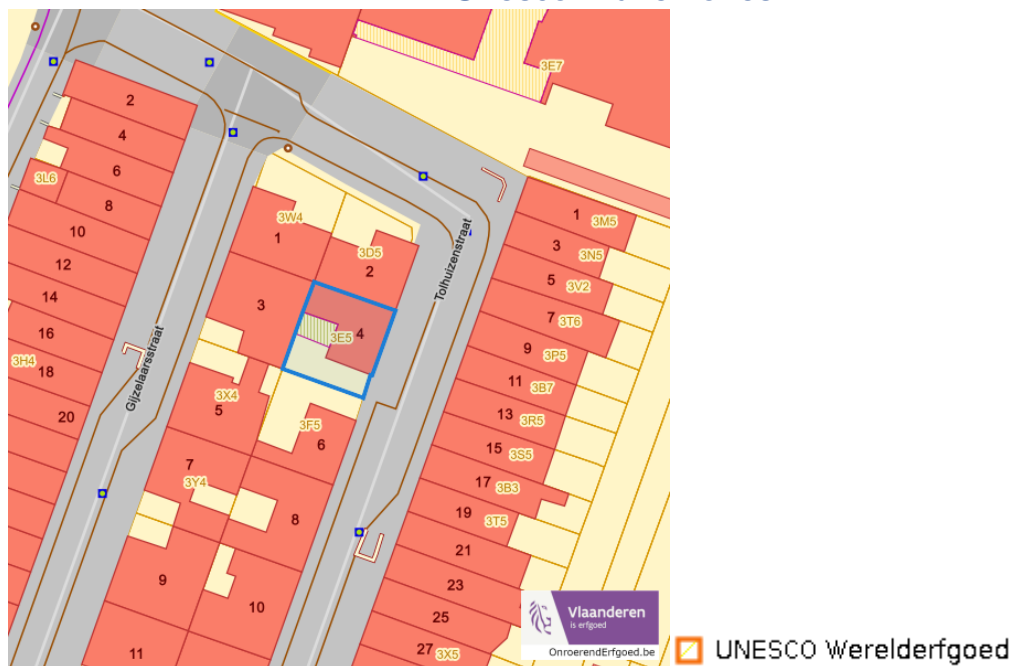 3E7
2
4
6
3L6
8
10
12
14
16
3H4
18
20
Gijzelaarsstraat
3W4
1
3D5
2
3
3E5
4
3X4
5
3F5
6
7
3Y4
8
9
10
11
Tolhuizenstraat
1 3M5
3 3N5
5 3V2
7 3T6
9 3P5
11 3B7
13 3R5
15 3S5
17 3B3
19 3T5
21
23
25
27 3X5
Vlaanderen
is erfgoed
OnroerendErfgoed.be
UNESCO Werelderfgoed